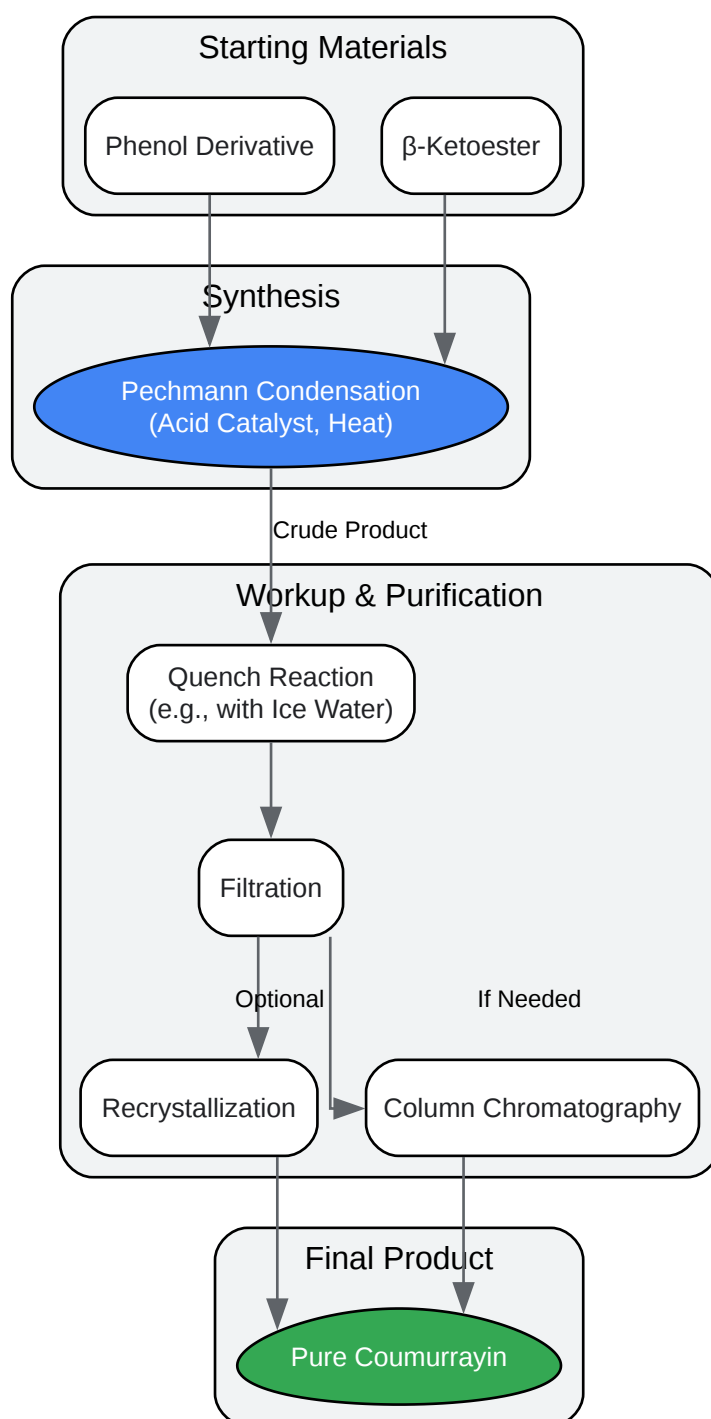 Starting Materials
Phenol Derivative
β-Ketoester
Synthesis
Pechmann Condensation
(Acid Catalyst, Heat)
Crude Product
Workup & Purification
Quench Reaction
(e.g., with Ice Water)
Filtration
Optional
If Needed
Recrystallization
Column Chromatography
Final Product
Pure Coumurrayin